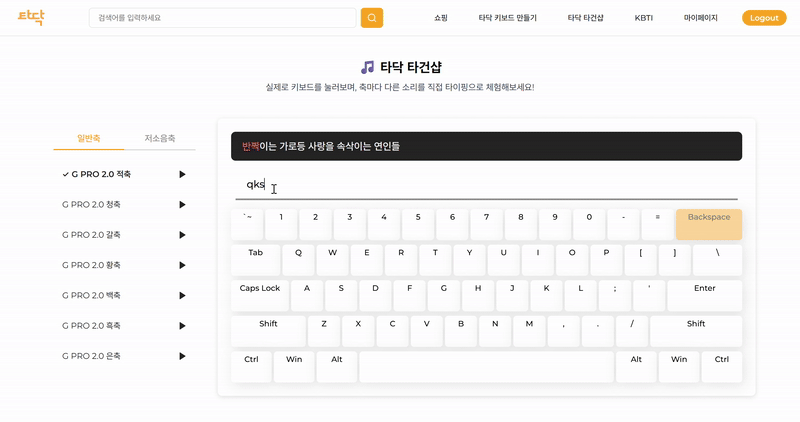 타닥
검색어를 입력하세요
쇼핑
타닥 키보드 만들기
타닥 타건샵
KBTI
마이페이지
Logout
타닥 타건샵
실제로 키보드를 눌러보며, 축마다 다른 소리를 직접 타이핑으로 체험해보세요!
일반축 저소음축
✓ G PRO 2.0 적축
G PRO 2.0 청축
G PRO 2.0 갈축
G PRO 2.0 황축
G PRO 2.0 백축
G PRO 2.0 흑축
G PRO 2.0 은축
반짝이는 가로등 사랑을 속삭이는 연인들
qks
`~ 1 2 3 4 5 6 7 8 9 0 - = Backspace
Tab Q W E R T Y U I O P [ ] \
Caps Lock A S D F G H J K L ; ' Enter
Shift Z X C V B N M , . / Shift
Ctrl Win Alt Alt Win Ctrl